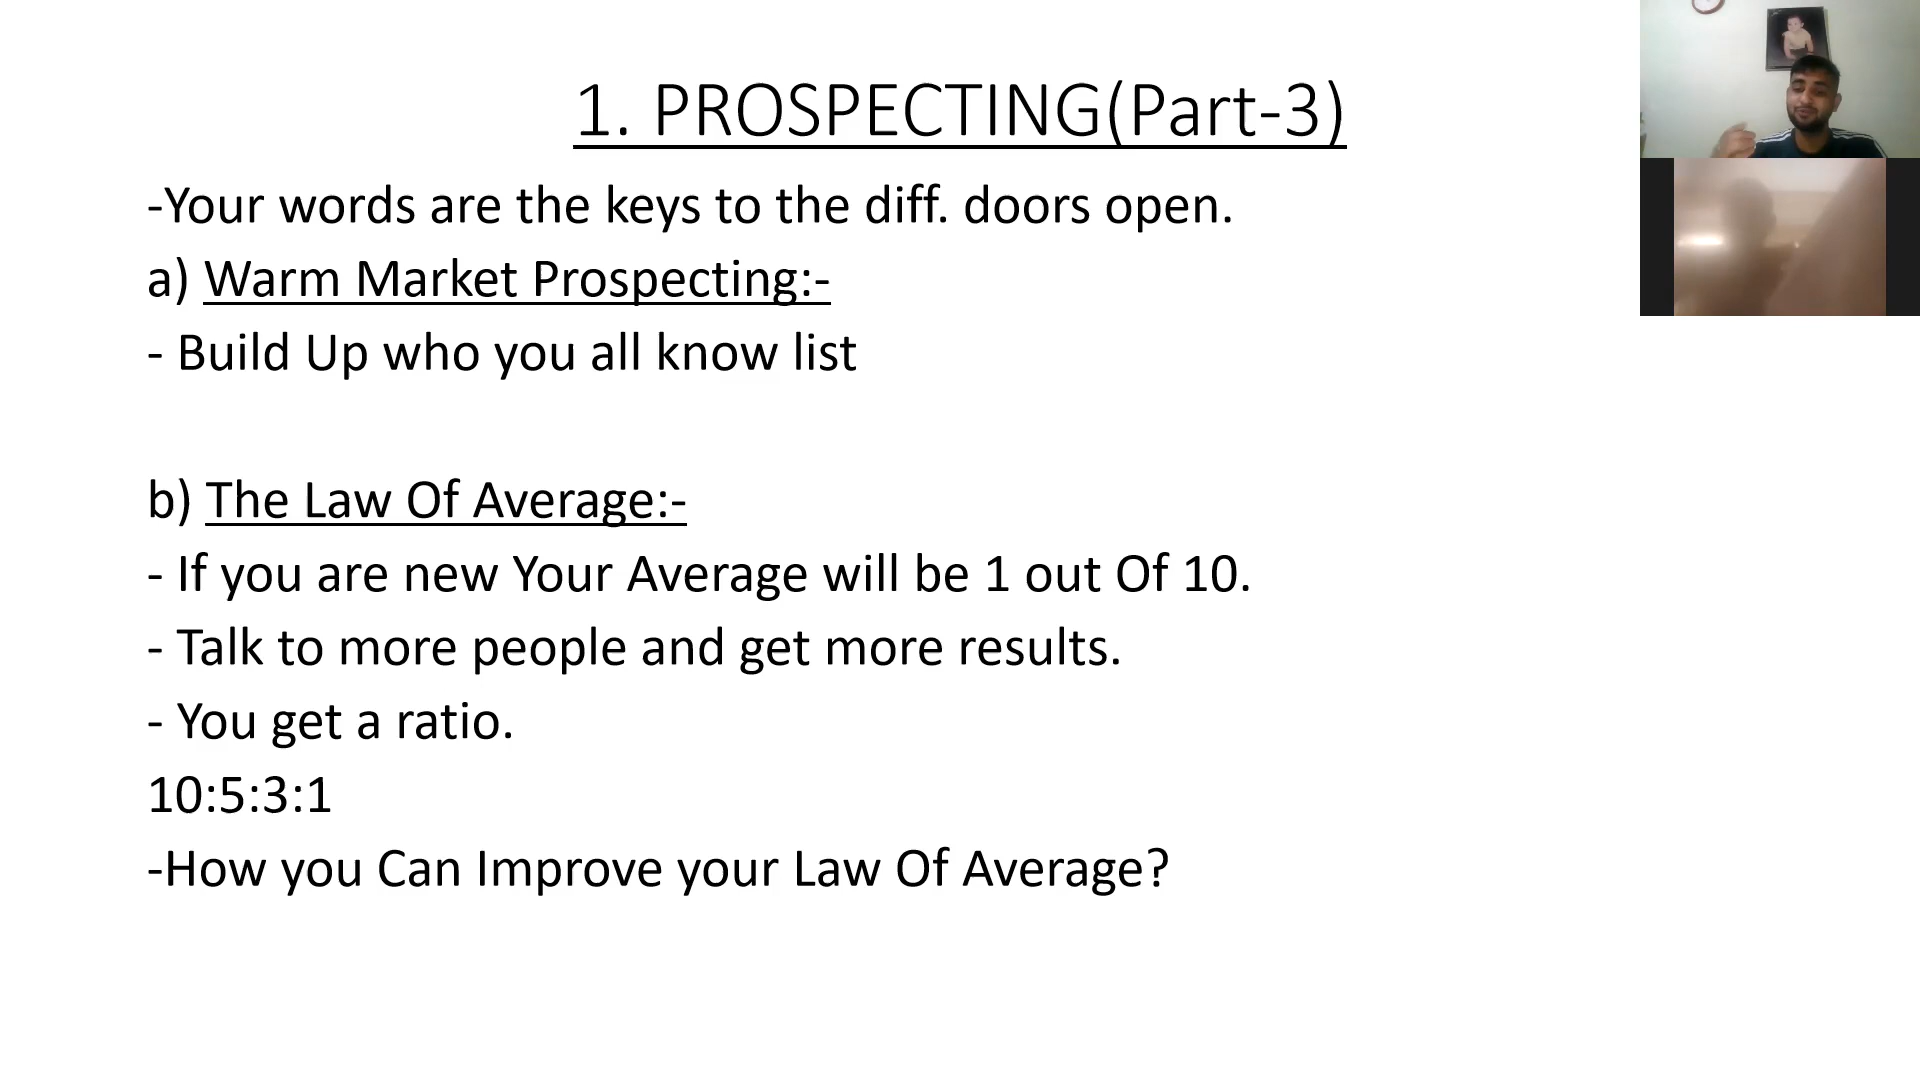 1. PROSPECTING(Part-3)
-Your words are the keys to the diff. doors open.
a) Warm Market Prospecting:-
- Build Up who you all know list
b) The Law Of Average:-
- If you are new Your Average will be 1 out Of 10.
- Talk to more people and get more results.
- You get a ratio.
10:5:3:1
-How you Can Improve your Law Of Average?